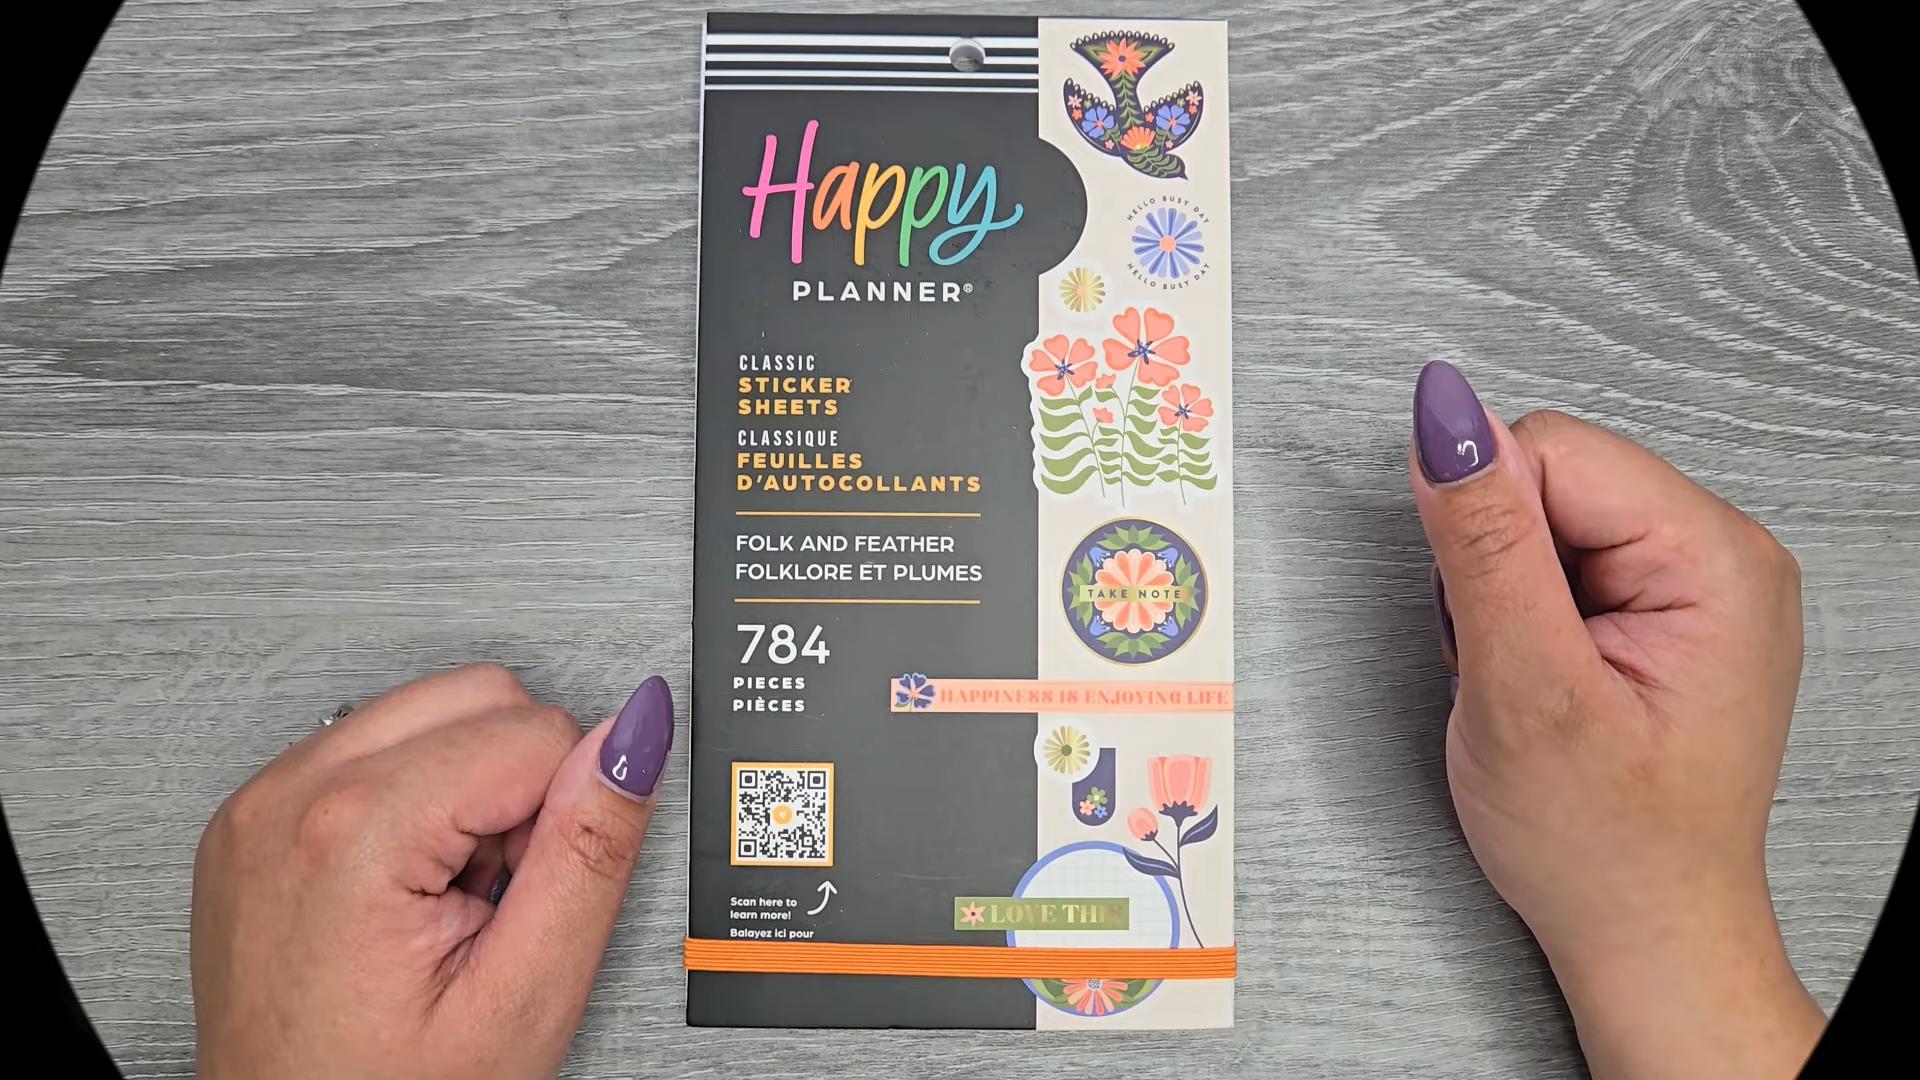 Happy
PLANNER®
CLASSIC
STICKER
SHEETS
CLASSIQUE
FEUILLES
D'AUTOCOLLANTS
FOLK AND FEATHER
FOLKLORE ET PLUMES
784
PIECES
PIÈCES
Scan here to
learn more!
Balayez ici pour
HELLO BUSY DAY
HELLO BUSY DAY
TAKE NOTE
HAPPINESS IS ENJOYING LIFE
LOVE THIS